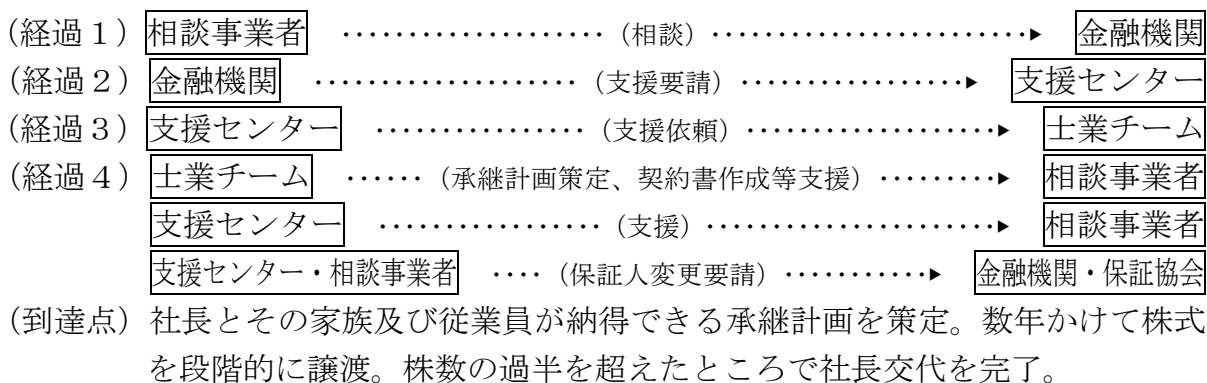 (経過1)相談事業者 ····················(相談)························▶ 金融機関
(経過2)金融機関 ····················(支援要請)·················▶ 支援センター
(経過3)支援センター ················(支援依頼)···················▶ 士業チーム
(経過4)士業チーム ······(承継計画策定、契約書作成等支援)·········▶ 相談事業者
支援センター ·················(支援)·······················▶ 相談事業者
支援センター・相談事業者 ····(保証人変更要請)···········▶ 金融機関・保証協会
(到達点)社長とその家族及び従業員が納得できる承継計画を策定。数年かけて株式
を段階的に譲渡。株数の過半を超えたところで社長交代を完了。